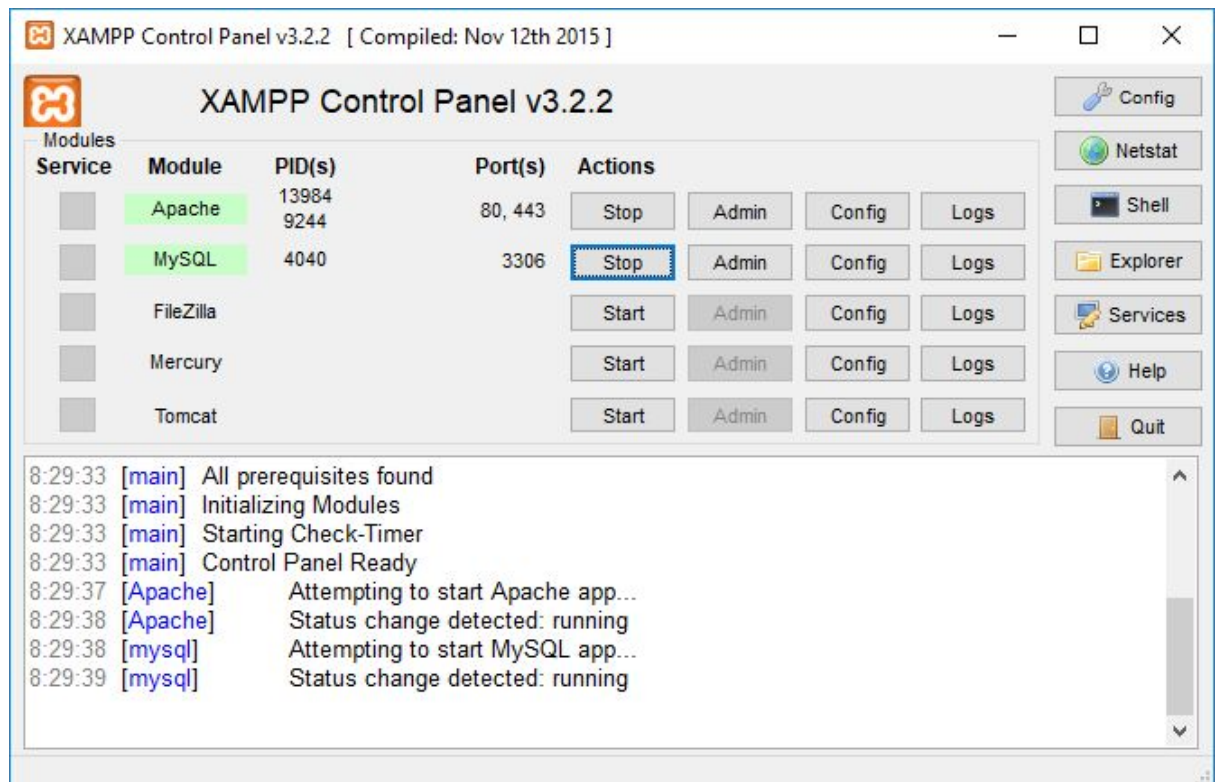 XAMPP Control Panel v3.2.2 [ Compiled: Nov 12th 2015 ]
XAMPP Control Panel v3.2.2
Config
Modules
Netstat
Service Module PID(s) Port(s) Actions
Apache 13984 9244 80, 443 Stop Admin Config Logs
Shell
MySQL 4040 3306 Stop Admin Config Logs
Explorer
FileZilla Start Admin Config Logs
Services
Mercury Start Admin Config Logs
Help
Tomcat Start Admin Config Logs
Quit
8:29:33 [main] All prerequisites found
8:29:33 [main] Initializing Modules
8:29:33 [main] Starting Check-Timer
8:29:33 [main] Control Panel Ready
8:29:37 [Apache] Attempting to start Apache app...
8:29:38 [Apache] Status change detected: running
8:29:38 [mysql] Attempting to start MySQL app...
8:29:39 [mysql] Status change detected: running